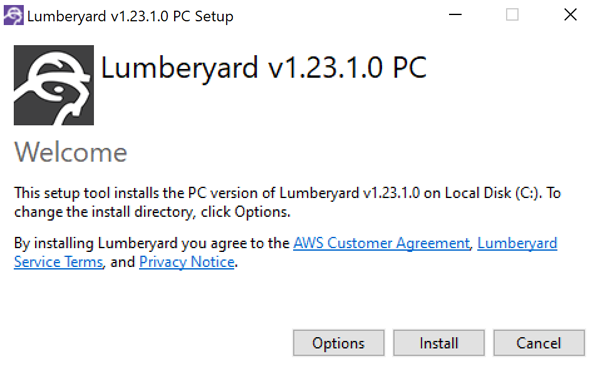 Lumberyard v1.23.1.0 PC Setup
Lumberyard v1.23.1.0 PC
Welcome
This setup tool installs the PC version of Lumberyard v1.23.1.0 on Local Disk (C:). To
change the install directory, click Options.
By installing Lumberyard you agree to the AWS Customer Agreement, Lumberyard
Service Terms, and Privacy Notice.
Options Install Cancel